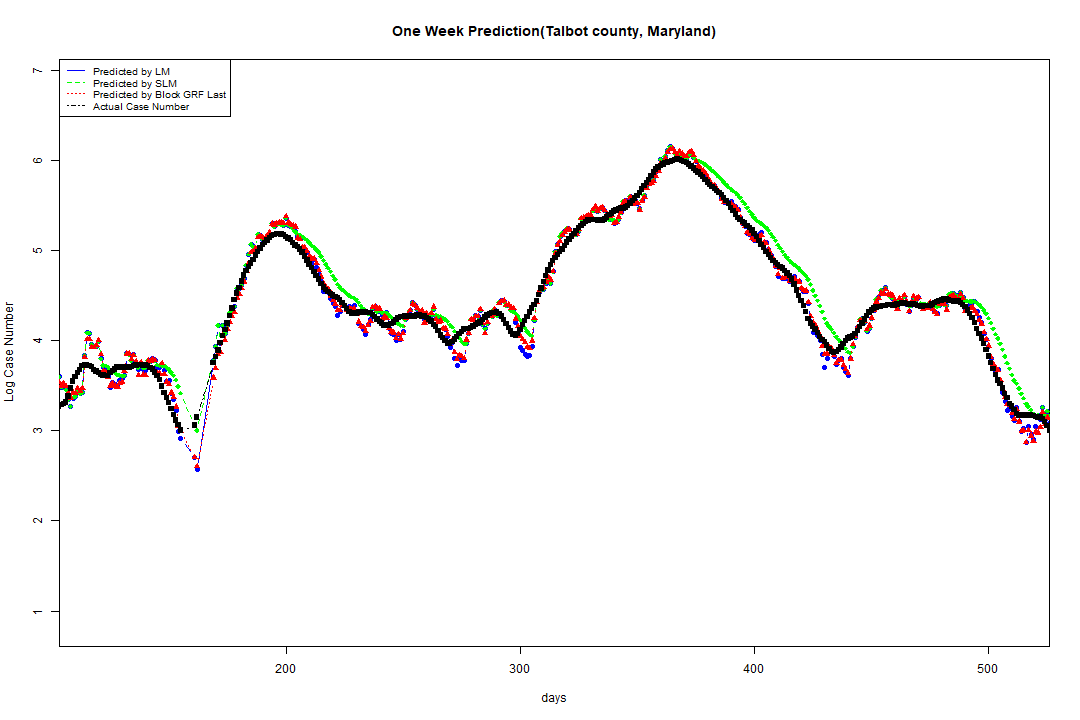 One Week Prediction(Talbot county, Maryland)
Predicted by LM
Predicted by SLM
Predicted by Block GRF Last
Actual Case Number
7
6
5
4
3
2
1
Log Case Number
200 300 400 500
days